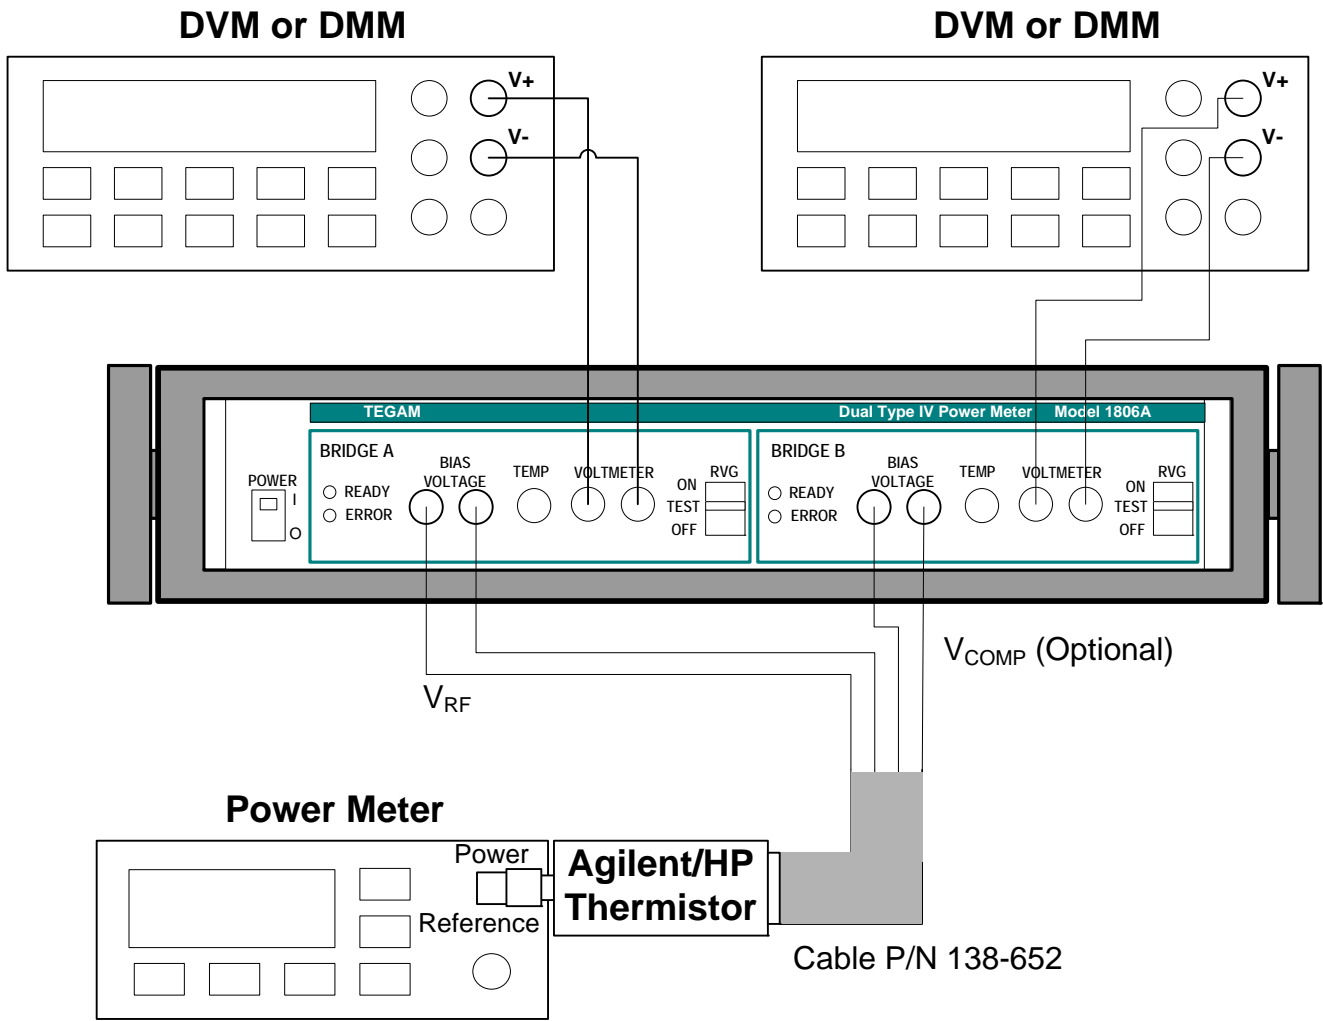 DVM or DMM
DVM or DMM
V+
V-
V+
V-
TEGAM
Dual Type IV Power Meter Model 1806A
POWER
I
O
BRIDGE A
READY
ERROR
BIAS
VOLTAGE
TEMP
VOLTMETER
RVG
ON
TEST
OFF
BRIDGE B
READY
ERROR
BIAS
VOLTAGE
TEMP
VOLTMETER
RVG
ON
TEST
OFF
VCOMP (Optional)
VRF
Power Meter
Power
Reference
Agilent/HP
Thermistor
Cable P/N 138-652